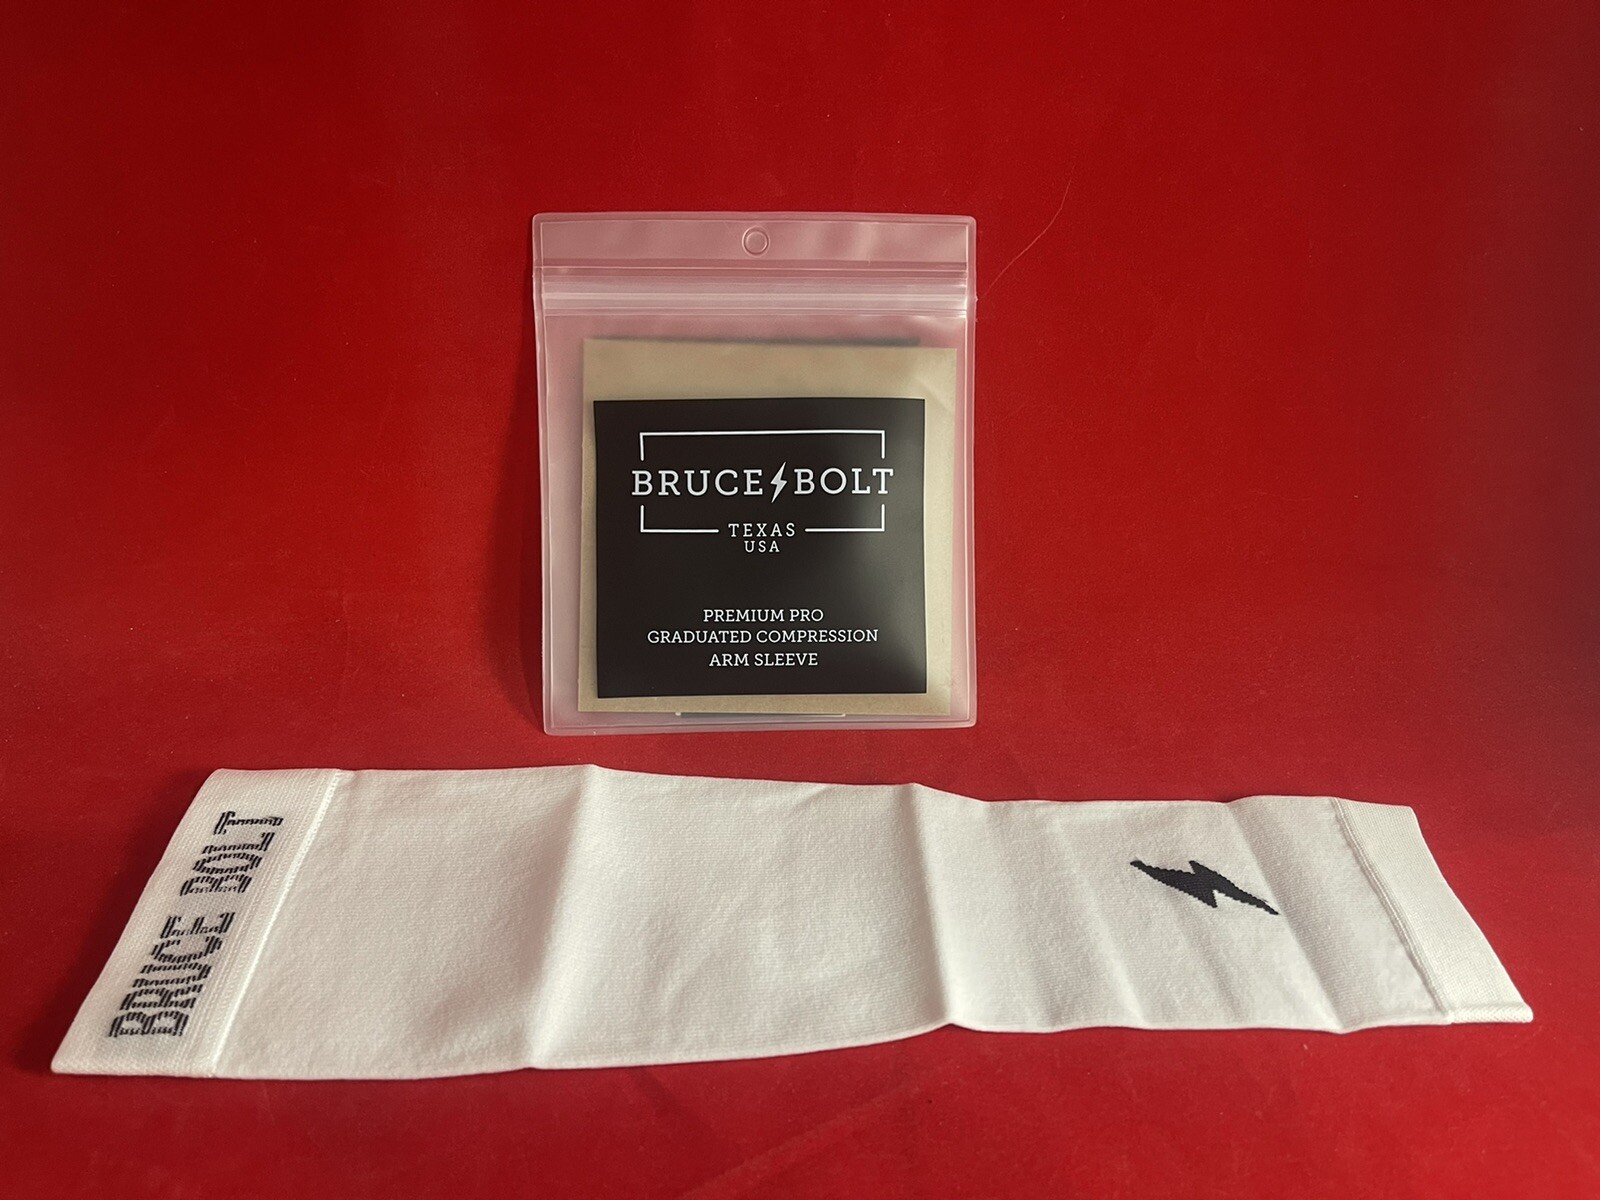 BRUCE BOLT
TEXAS
USA
PREMIUM PRO
GRADUATED COMPRESSION
ARM SLEEVE
BRUCE BOLT